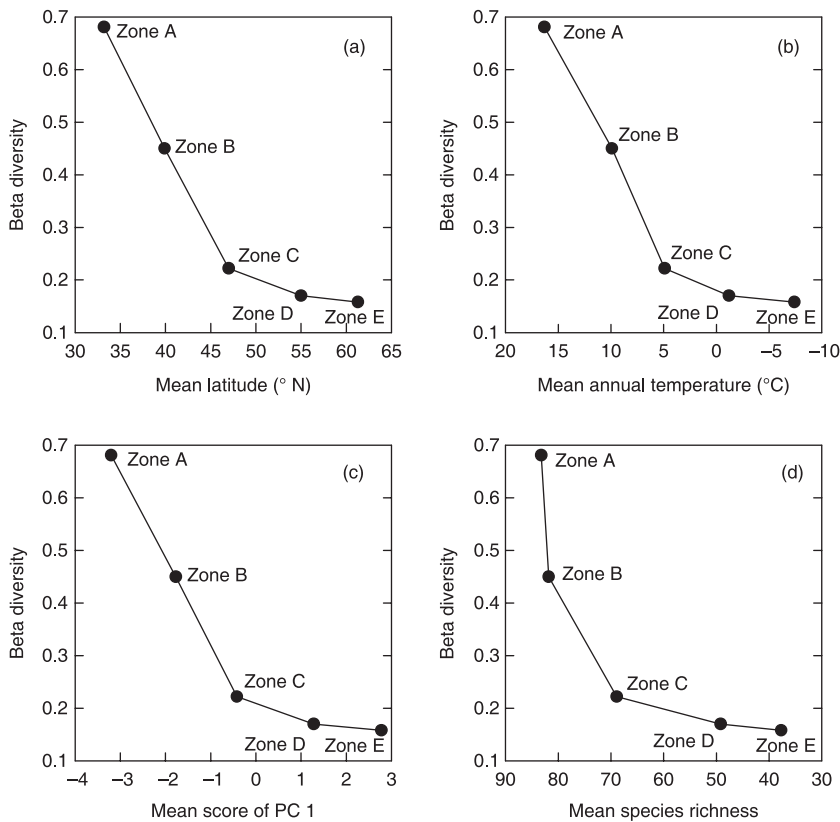 0.7
Zone A
(a)
0.6
0.5
Zone B
0.4
0.3
Zone C
0.2
Zone D
Zone E
0.1
30 35 40 45 50 55 60 65
Beta diversity
Mean latitude (° N)
0.7
Zone A
(b)
0.6
0.5
Zone B
0.4
0.3
Zone C
0.2
Zone D
Zone E
0.1
20 15 10 5 0 –5 –10
Beta diversity
Mean annual temperature (°C)
0.7
Zone A
(c)
0.6
0.5
Zone B
0.4
0.3
Zone C
0.2
Zone D
Zone E
0.1
–4 –3 –2 –1 0 1 2 3
Beta diversity
Mean score of PC 1
0.7
Zone A
(d)
0.6
0.5
Zone B
0.4
0.3
Zone C
0.2
Zone D
Zone E
0.1
90 80 70 60 50 40 30
Beta diversity
Mean species richness